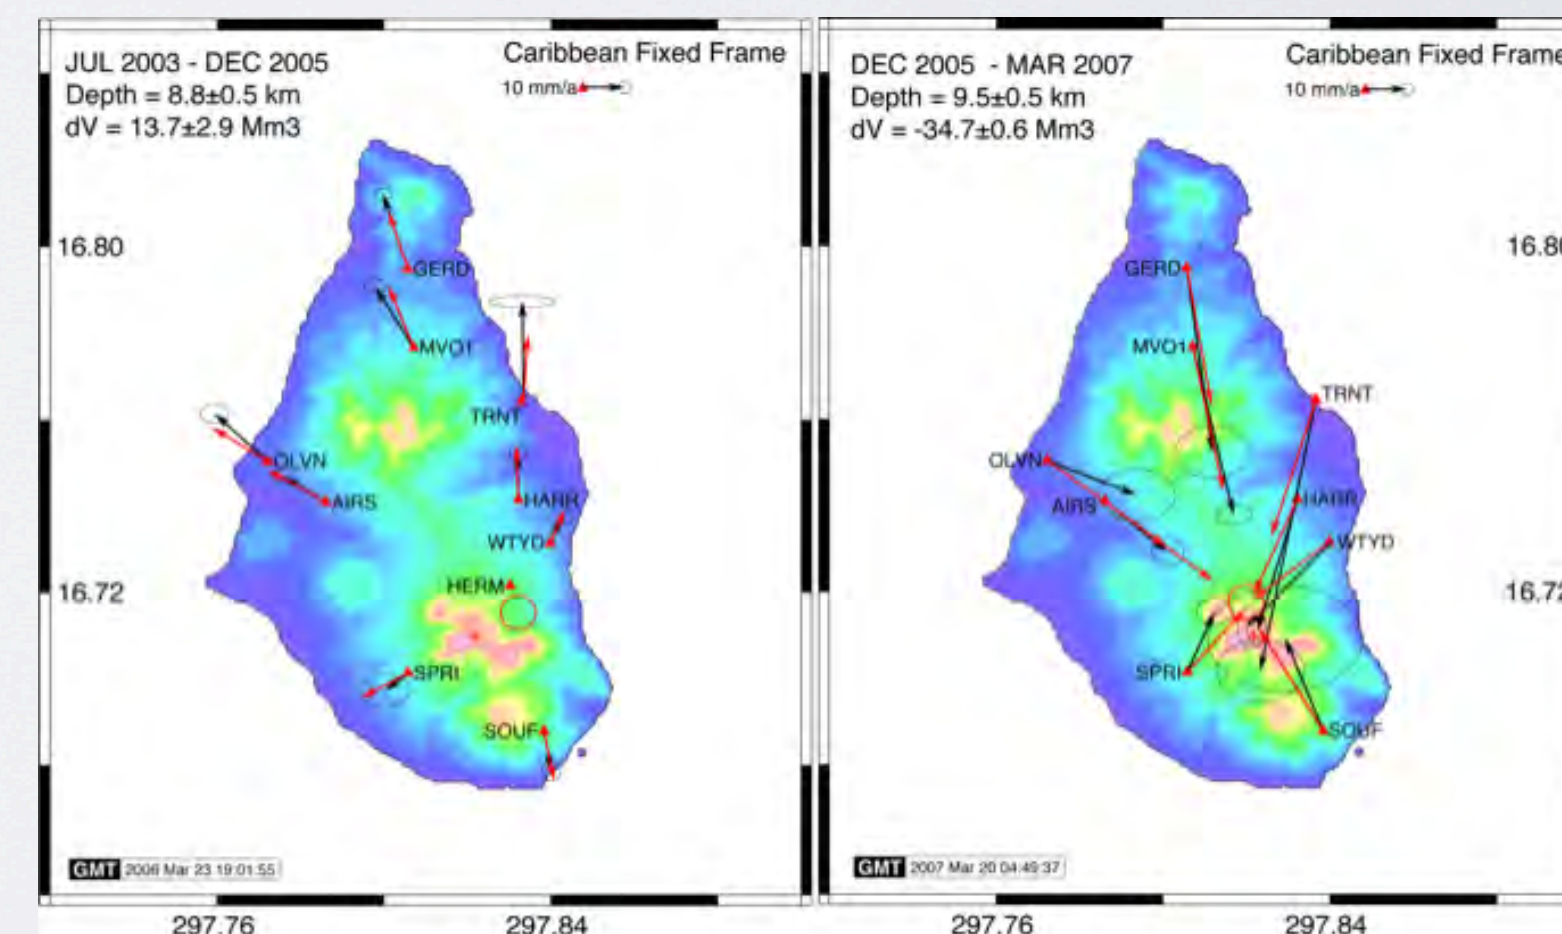 JUL 2003 - DEC 2005
Depth = 8.8±0.5 km
dV = 13.7±2.9 Mm3
Caribbean Fixed Frame
10 mm/a
16.80
16.72
GERD
MVO1
TRNT
OLVN
AIRS
HARR
WTYD
HERM
SPRI
SOUF
GMT 2006 Mar 23 19:01:55
297.76
297.84
DEC 2005 - MAR 2007
Depth = 9.5±0.5 km
dV = -34.7±0.6 Mm3
Caribbean Fixed Frame
10 mm/a
16.80
16.72
GERD
MVO1
TRNT
OLVN
AIRS
HARR
WTYD
SPRI
SOUF
GMT 2007 Mar 20 04:49:37
297.76
297.84